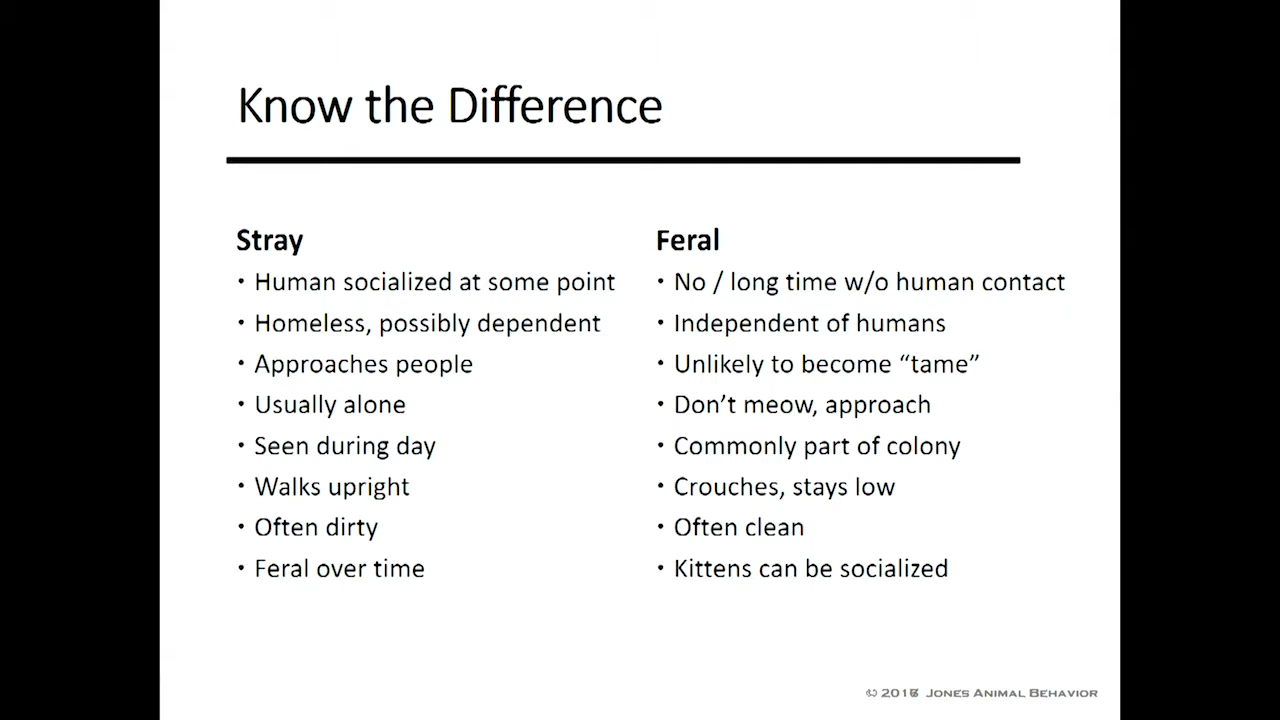 Know the Difference
Stray
• Human socialized at some point
• Homeless, possibly dependent
• Approaches people
• Usually alone
• Seen during day
• Walks upright
• Often dirty
• Feral over time
Feral
• No / long time w/o human contact
• Independent of humans
• Unlikely to become “tame”
• Don’t meow, approach
• Commonly part of colony
• Crouches, stays low
• Often clean
• Kittens can be socialized
© Jones Animal Behavior